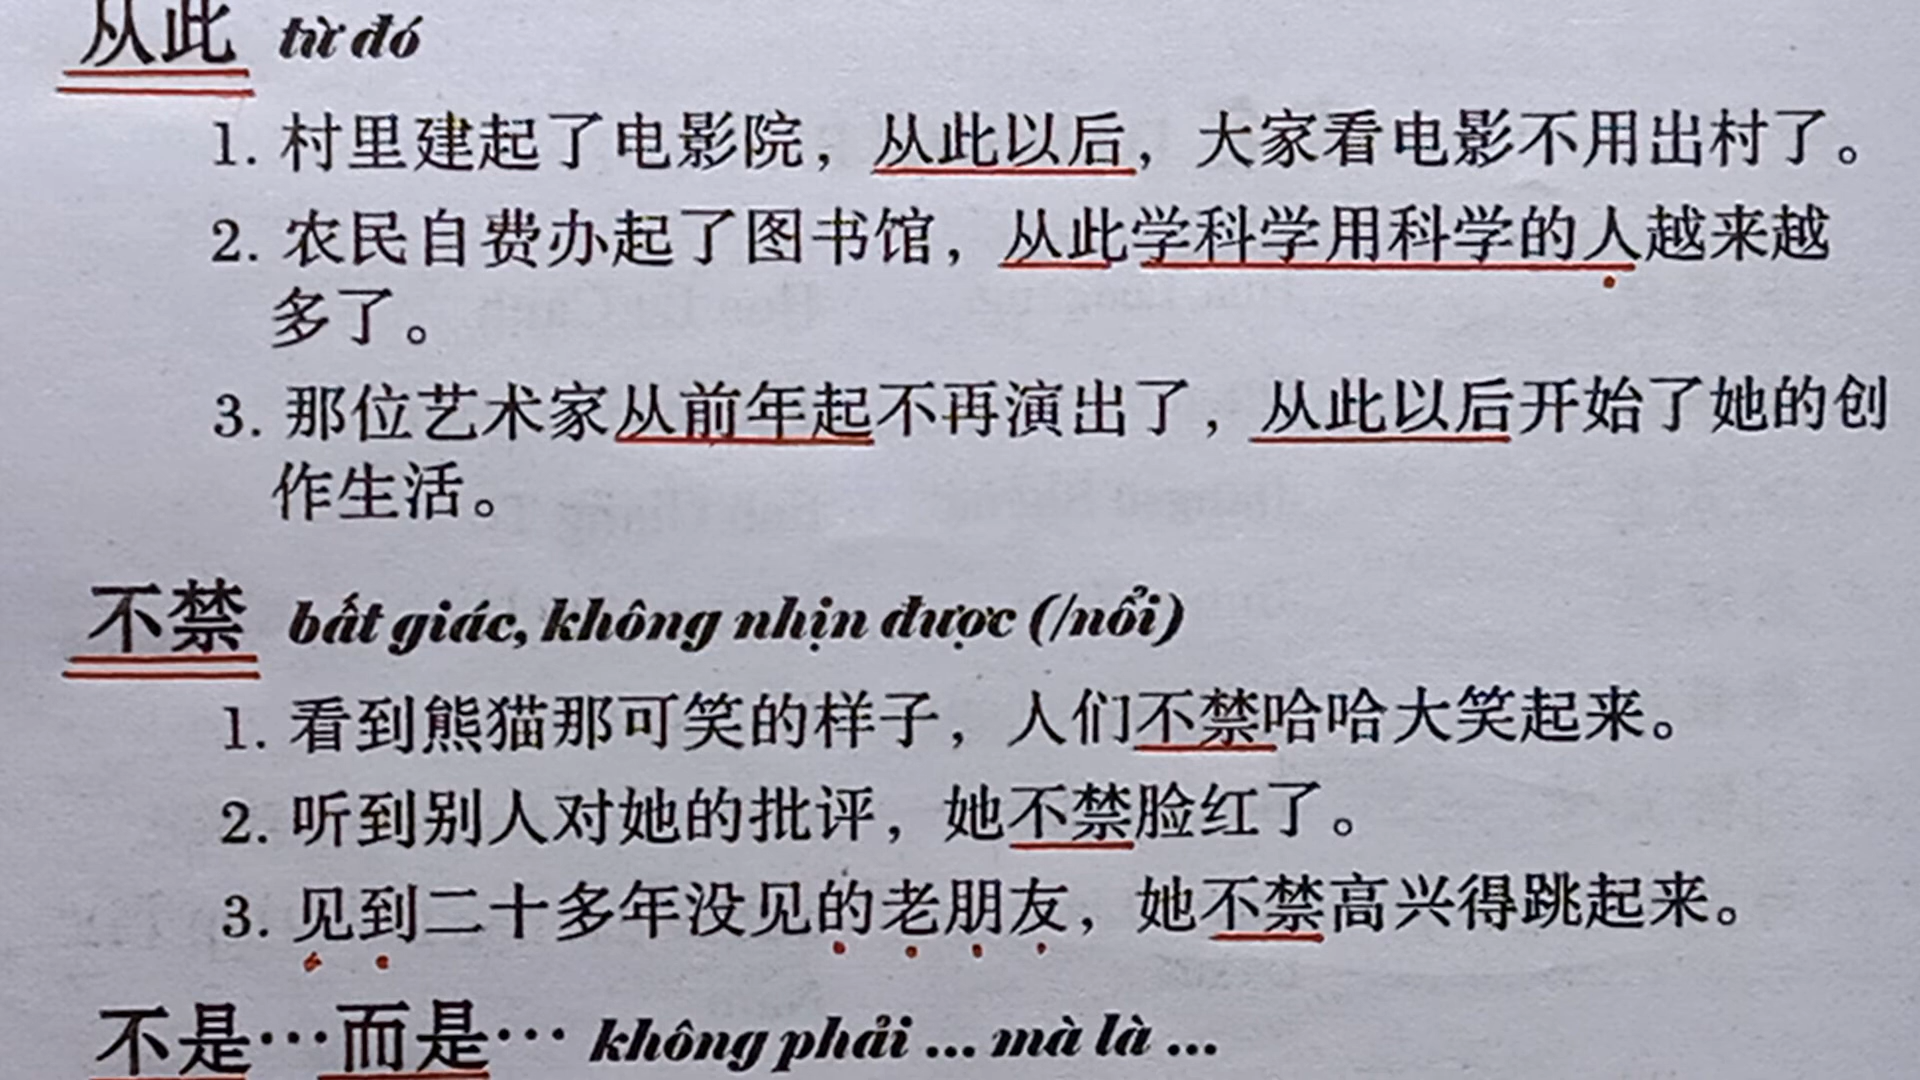 从此 từ đó
1. 村里建起了电影院，从此以后，大家看电影不用出村了。
2. 农民自费办起了图书馆，从此学科学用科学的人越来越
多了。
3. 那位艺术家从前年起不再演出了，从此以后开始了她的创
作生活。
不禁 bất giác, không nhịn được (/nổi)
1. 看到熊猫那可笑的样子，人们不禁哈哈大笑起来。
2. 听到别人对她的批评，她不禁脸红了。
3. 见到二十多年没见的老朋友，她不禁高兴得跳起来。
不是…而是… không phải ... mà là ...